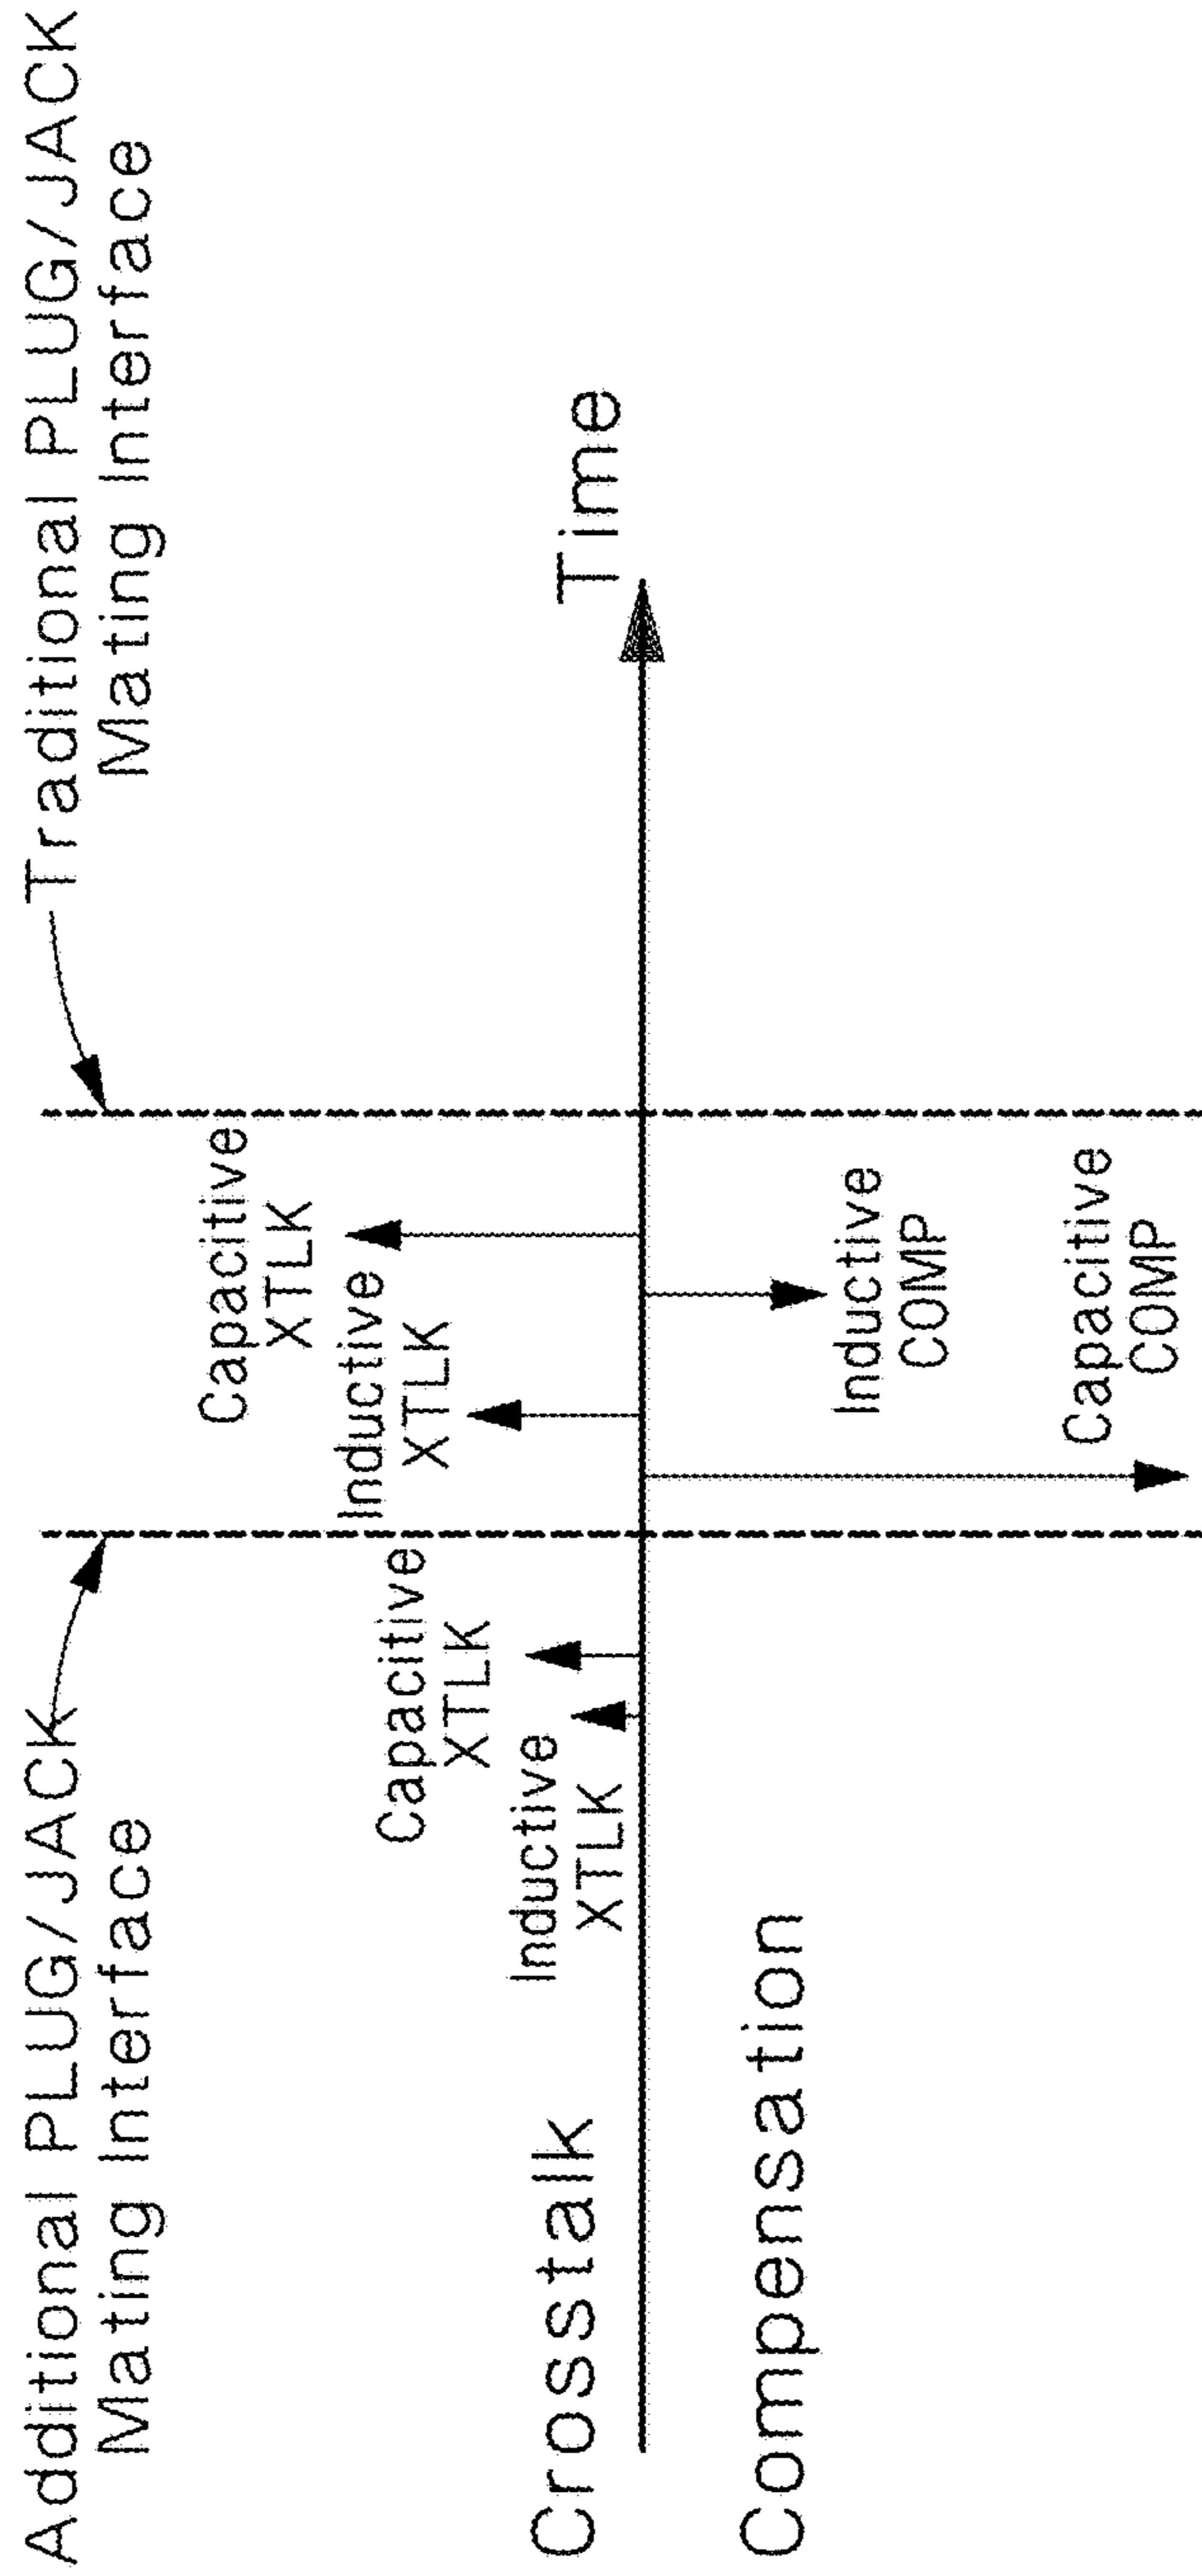 Additional PLUG/JACK
Mating Interface
Traditional PLUG/JACK
Mating Interface
Capacitive
XTLK
Inductive
XTLK
Capacitive
XTLK
Inductive
XTLK
Crosstalk
Time
Compensation
Inductive
COMP
Capacitive
COMP